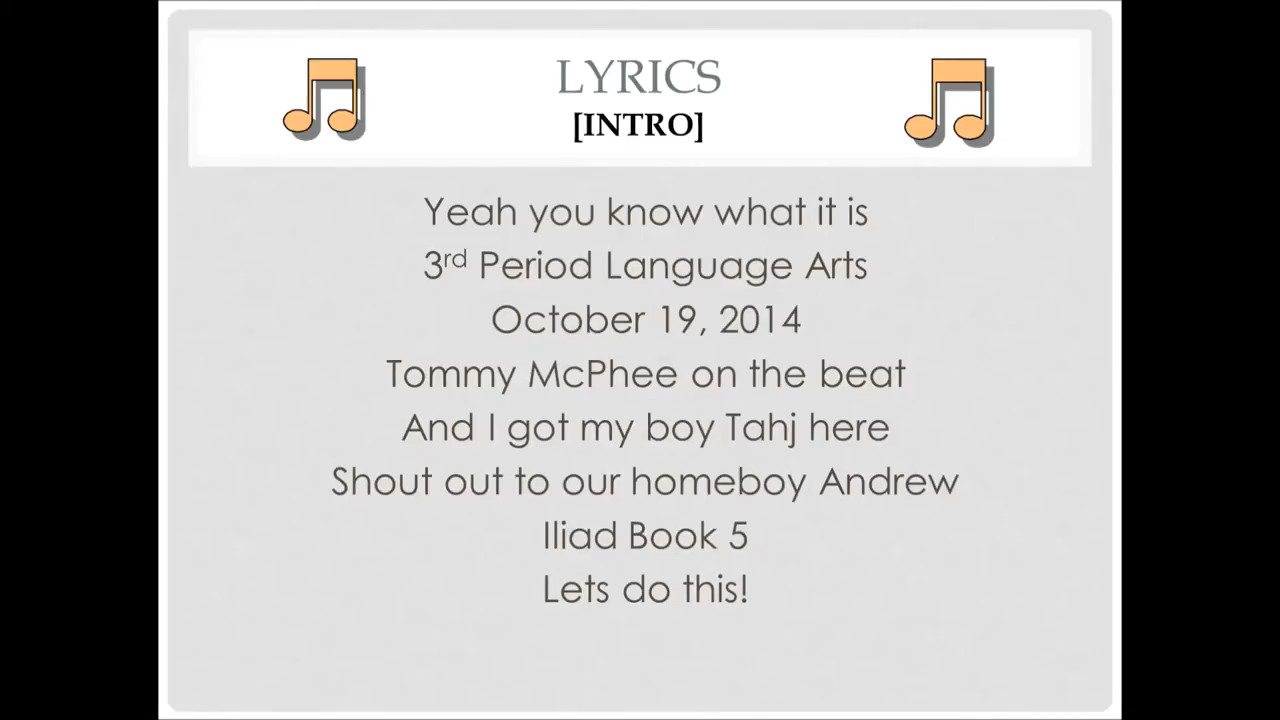 LYRICS
[INTRO]
Yeah you know what it is
3rd Period Language Arts
October 19, 2014
Tommy McPhee on the beat
And I got my boy Tahj here
Shout out to our homeboy Andrew
Iliad Book 5
Lets do this!